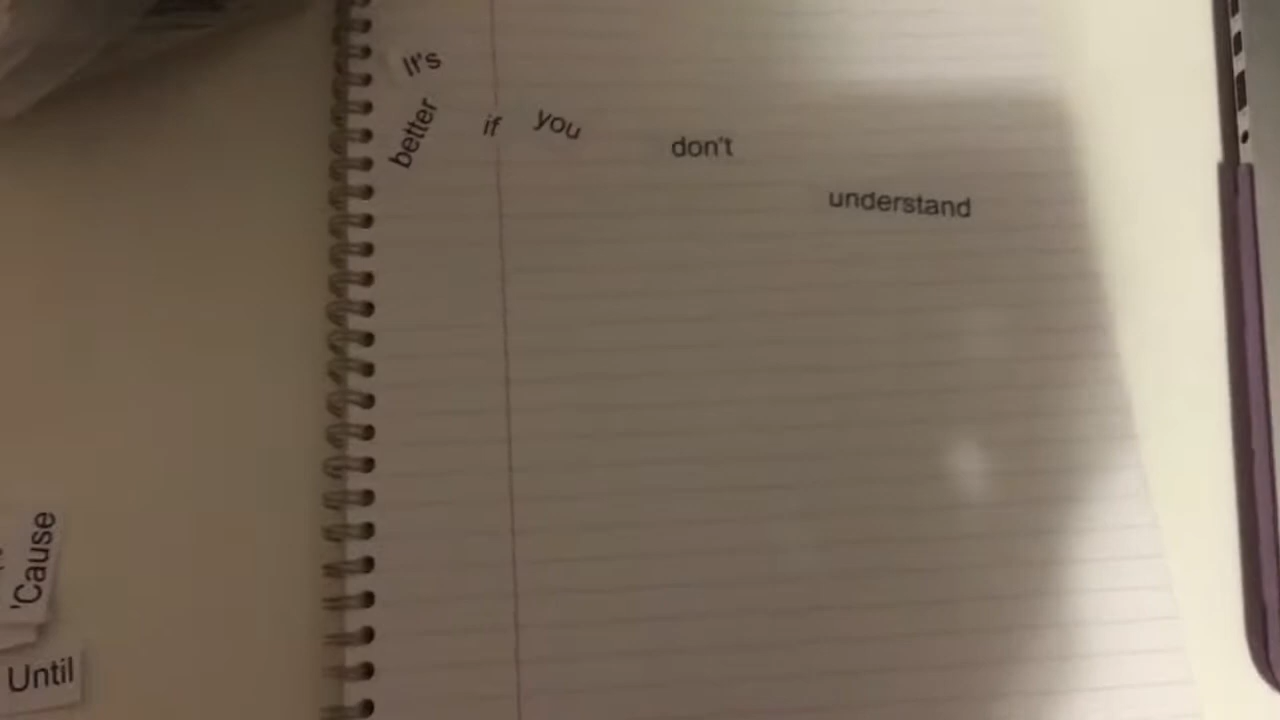 It's
better if you don't
understand
'Cause
Until